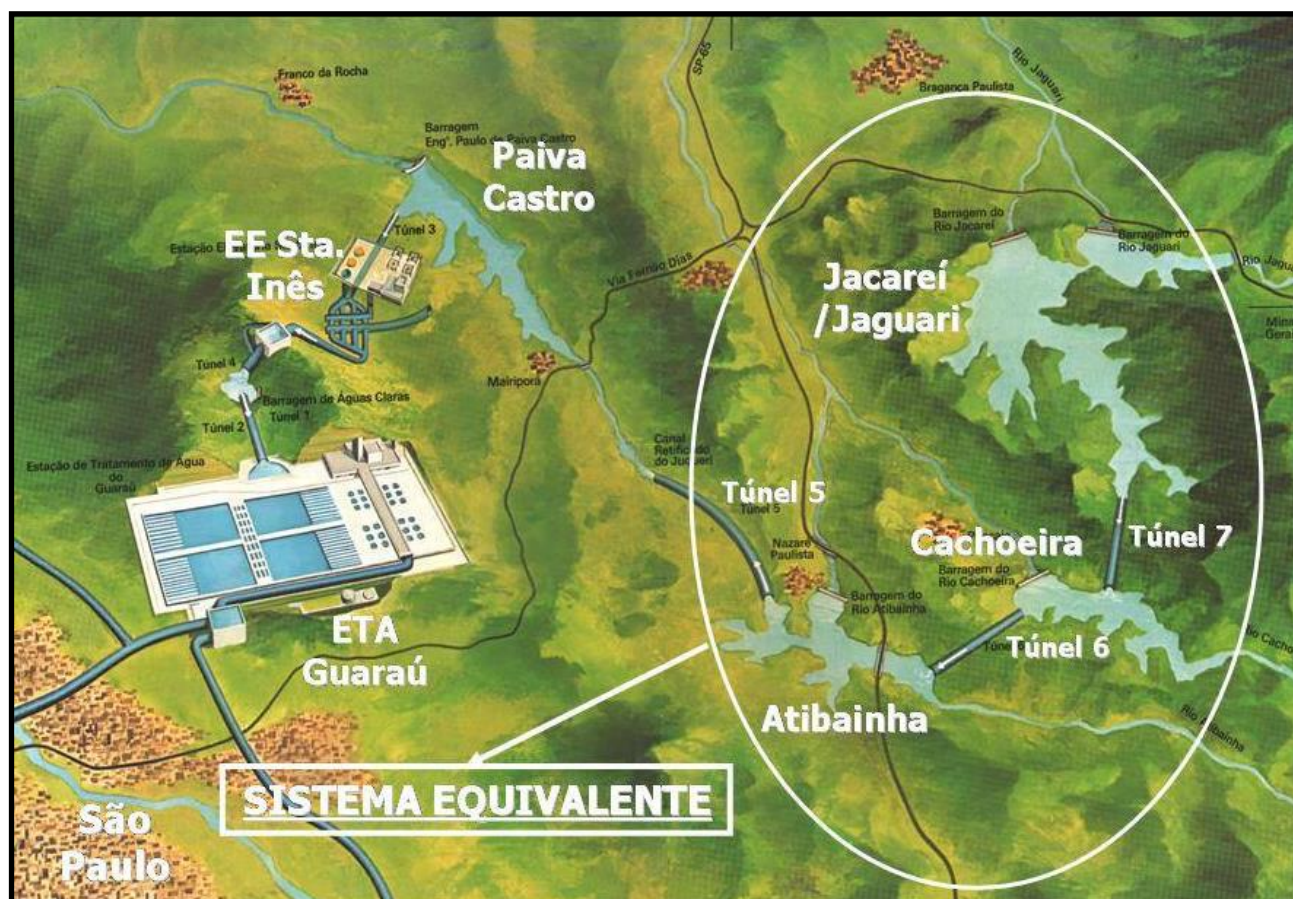 Franco da Rocha
Barragem
Engº. Paulo de Paiva Castro
Paiva
Castro
SP-65
Bragança Paulista
Rio Jaguari
Túnel 3
EE Sta.
Inês
Via Fernão Dias
Barragem do
Rio Jacareí
Barragem do
Rio Jaguari
Jacareí
/Jaguari
Túnel 4
Barragem de Águas Claras
Túnel 1
Túnel 2
Mairiporã
Estação de Tratamento de Água
do
Guaraú
Canal
Retificado
do Juqueri
Túnel 5
Túnel 5
Nazaré
Paulista
Barragem do
Rio Atibainha
Cachoeira
Barragem do
Rio Cachoeira
Túnel 7
Túnel 6
ETA
Guaraú
Atibainha
Rio Atibainha
SISTEMA EQUIVALENTE
São
Paulo